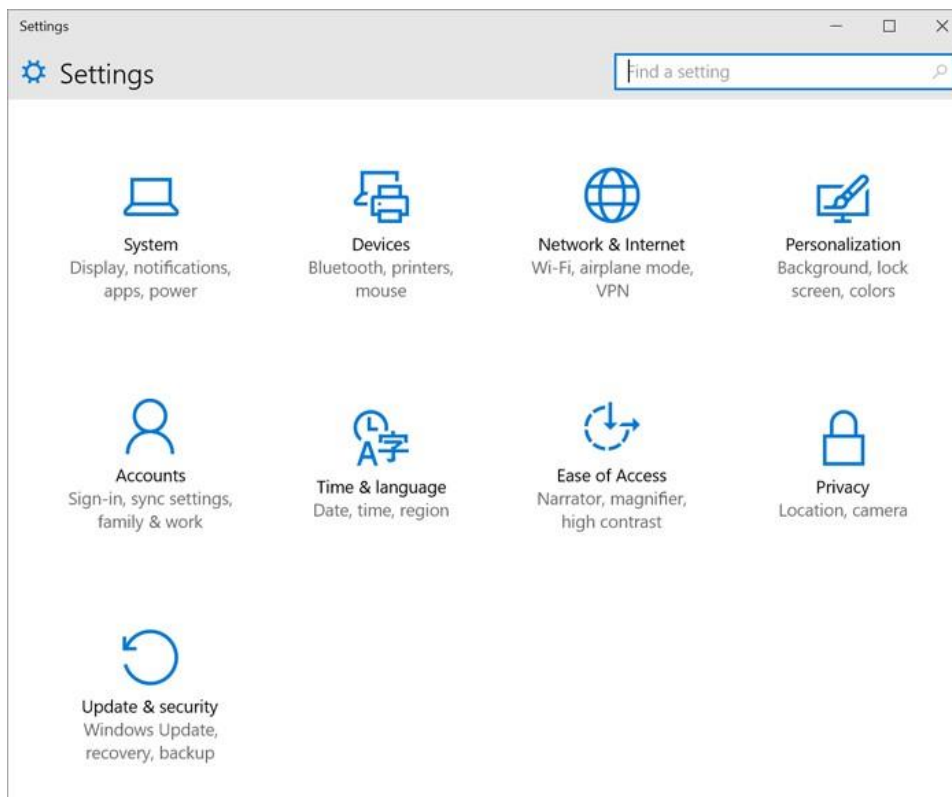 Settings
Settings
Find a setting
System
Display, notifications,
apps, power
Devices
Bluetooth, printers,
mouse
Network & Internet
Wi-Fi, airplane mode,
VPN
Personalization
Background, lock
screen, colors
Accounts
Sign-in, sync settings,
family & work
A字
Time & language
Date, time, region
Ease of Access
Narrator, magnifier,
high contrast
Privacy
Location, camera
Update & security
Windows Update,
recovery, backup